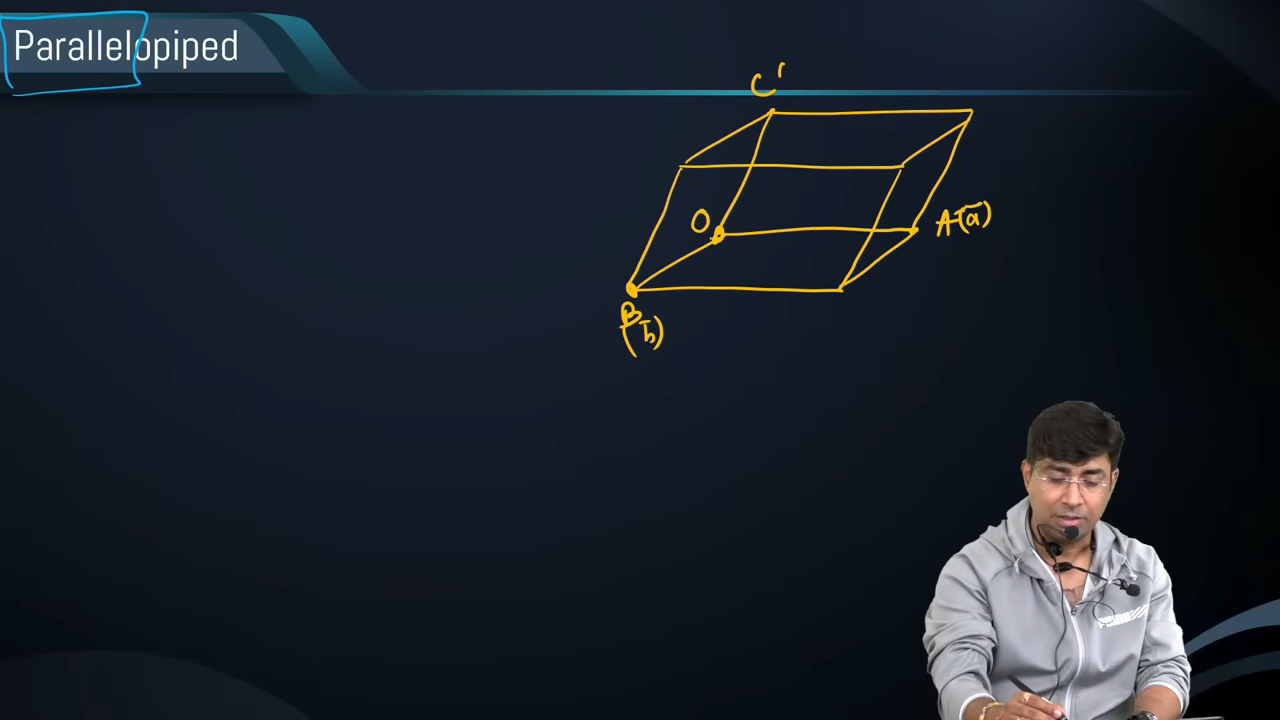 Parallelopiped
C'
O
A(ā)
B
(b̄)